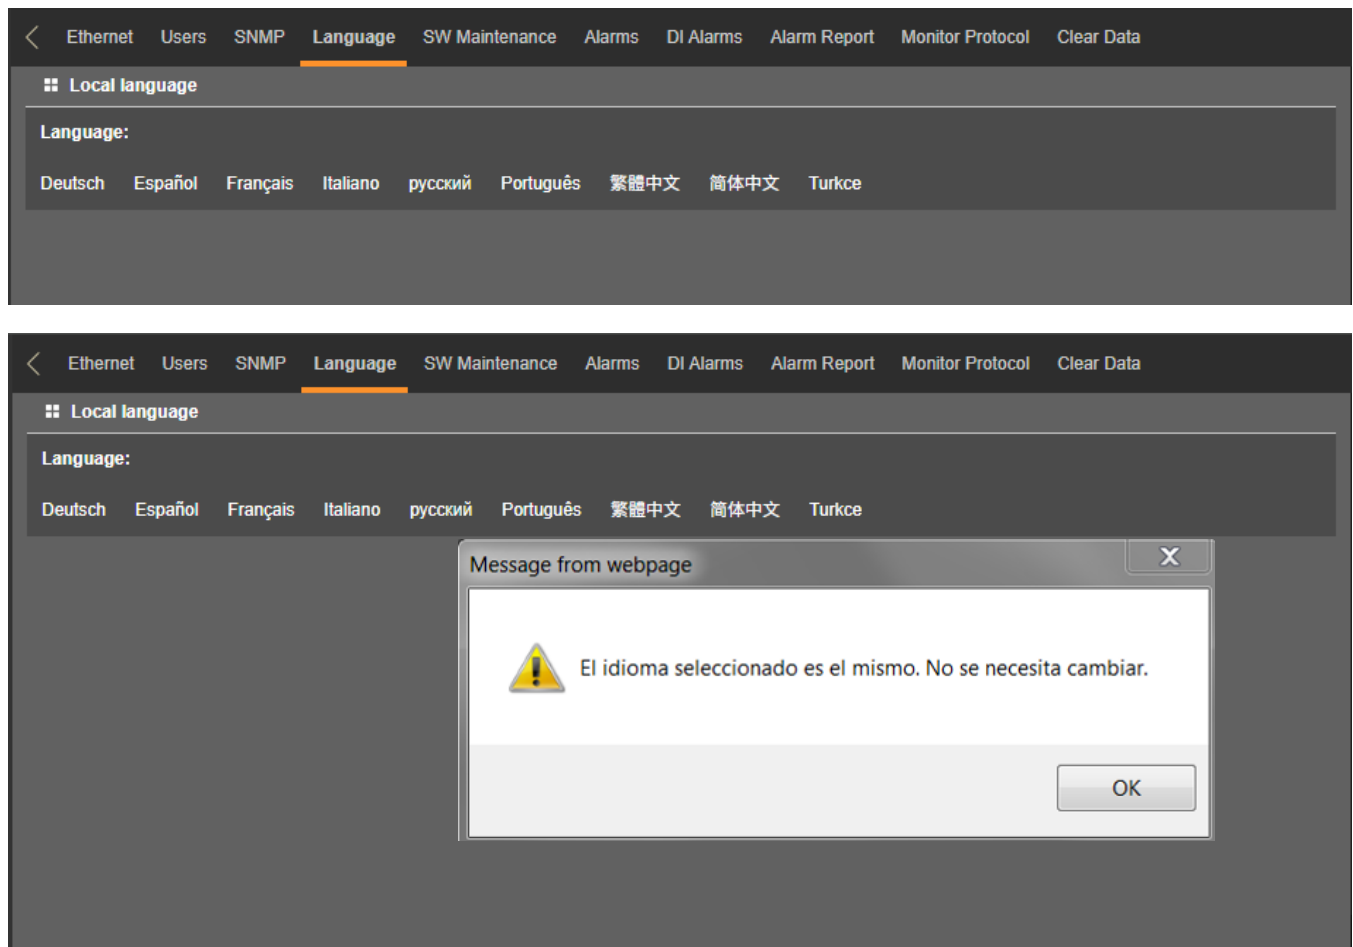 Ethernet Users SNMP Language SW Maintenance Alarms DI Alarms Alarm Report Monitor Protocol Clear Data
Local language
Language:
Deutsch Español Français Italiano русский Português 繁體中文 简体中文 Turkce
Ethernet Users SNMP Language SW Maintenance Alarms DI Alarms Alarm Report Monitor Protocol Clear Data
Local language
Language:
Deutsch Español Français Italiano русский Português 繁體中文 简体中文 Turkce
Message from webpage
El idioma seleccionado es el mismo. No se necesita cambiar.
OK